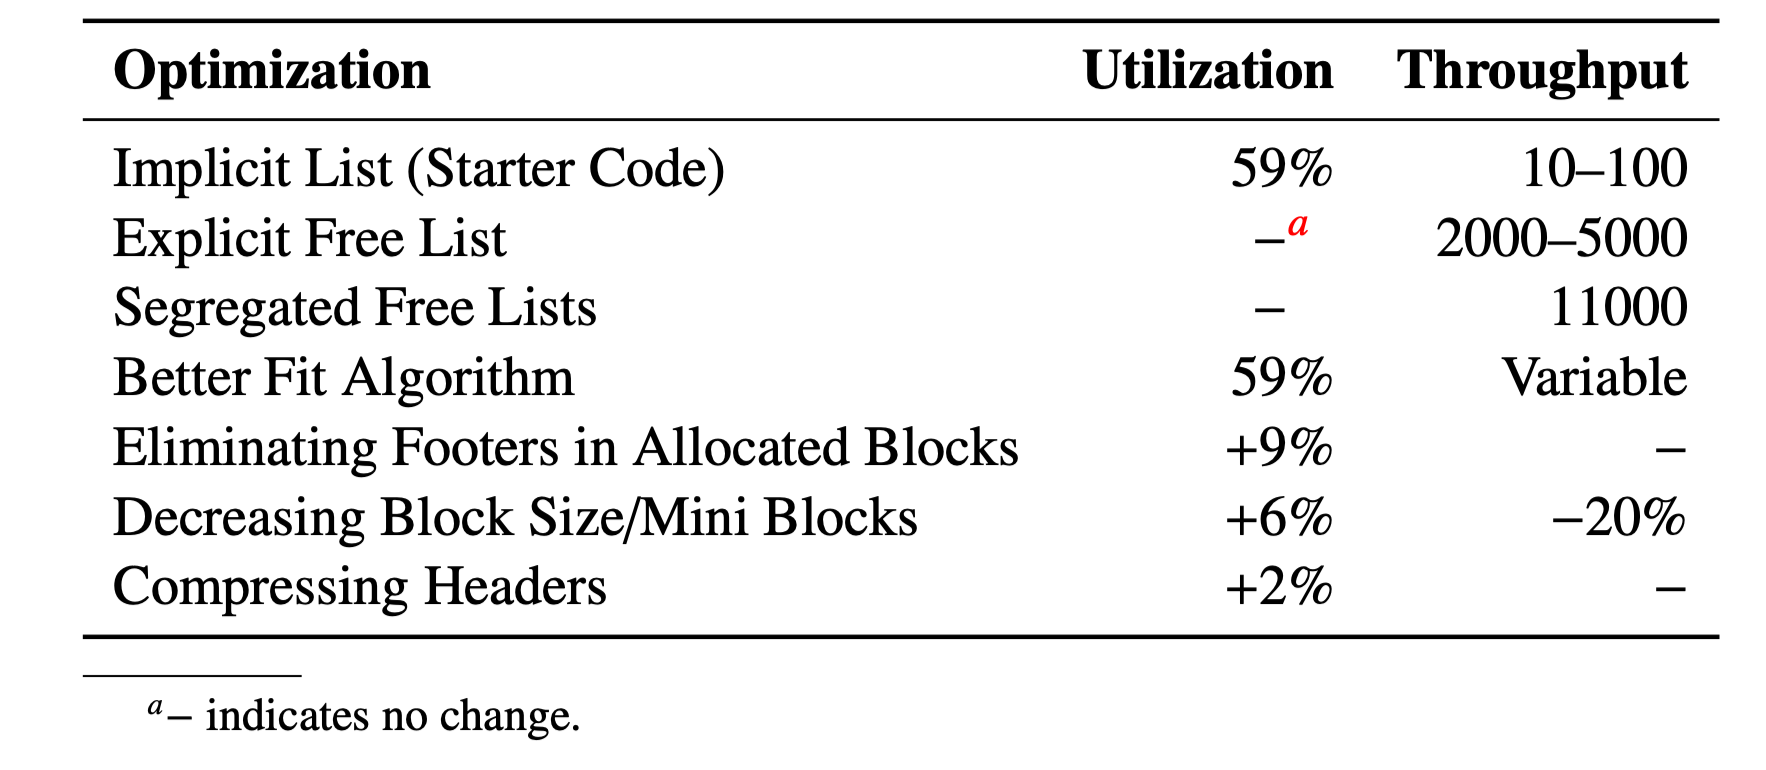 Optimization Utilization Throughput
Implicit List (Starter Code) 59% 10–100
Explicit Free List –a 2000–5000
Segregated Free Lists – 11000
Better Fit Algorithm 59% Variable
Eliminating Footers in Allocated Blocks +9% –
Decreasing Block Size/Mini Blocks +6% −20%
Compressing Headers +2% –
a– indicates no change.